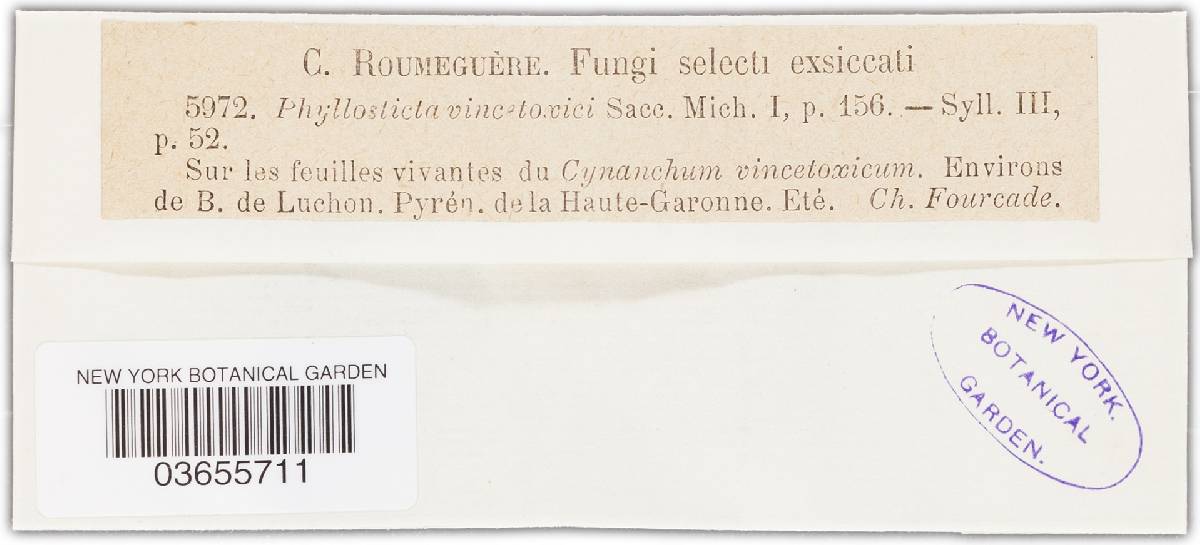 C. ROUMEGUÈRE. Fungi selecti exsiccati
5972. Phyllosticta vincetoxici Sacc. Mich. I, p. 156. — Syll. III,
p. 52.
Sur les feuilles vivantes du Cynanchum vincetoxicum. Environs
de B. de Luchon. Pyrén. de la Haute-Garonne. Eté. Ch. Fourcade.
NEW YORK BOTANICAL GARDEN
03655711
NEW YORK
BOTANICAL
GARDEN.